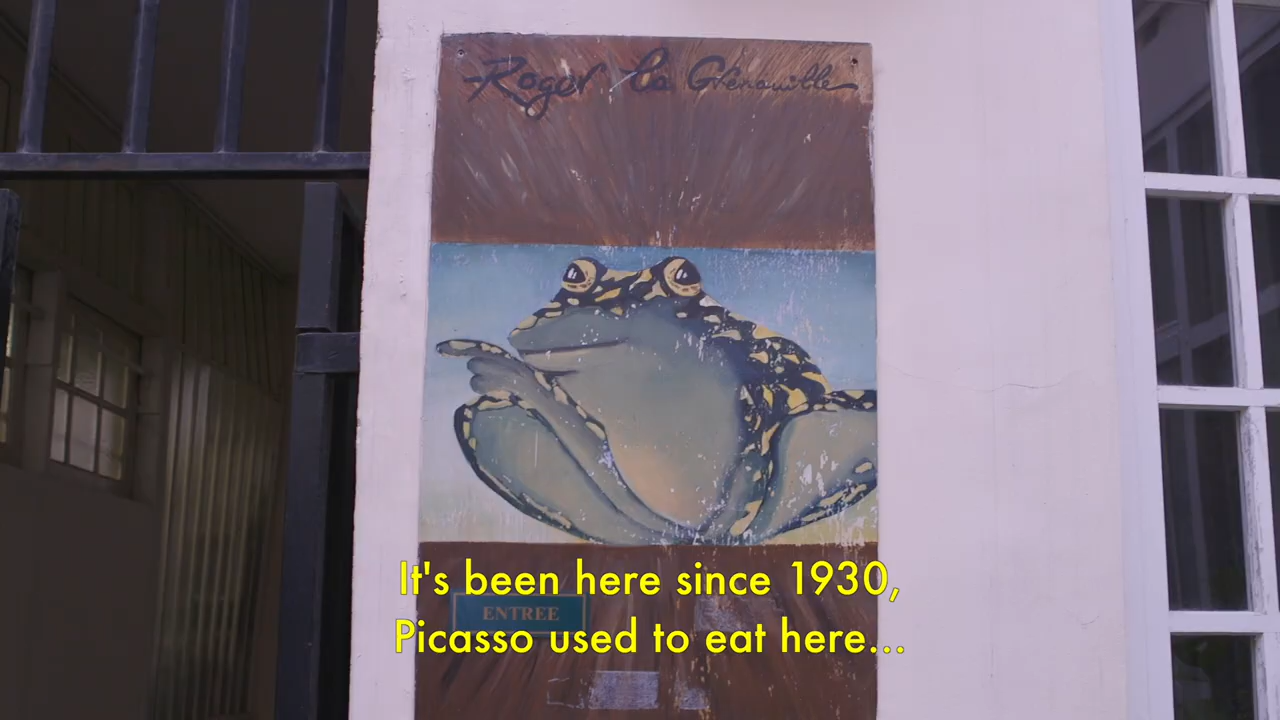 Roger la Grenouille
It's been here since 1930,
ENTREE
Picasso used to eat here...